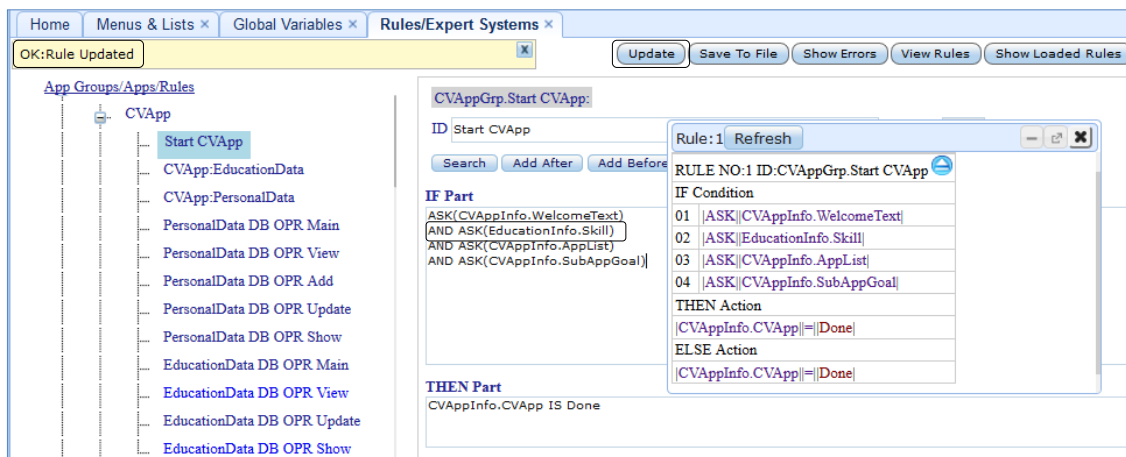 Home Menus & Lists × Global Variables × Rules/Expert Systems ×
OK:Rule Updated x Update Save To File Show Errors View Rules Show Loaded Rules
App Groups/Apps/Rules
CVApp
Start CVApp
CVApp:EducationData
CVApp:PersonalData
PersonalData DB OPR Main
PersonalData DB OPR View
PersonalData DB OPR Add
PersonalData DB OPR Update
PersonalData DB OPR Show
EducationData DB OPR Main
EducationData DB OPR View
EducationData DB OPR Update
EducationData DB OPR Show
CVAppGrp.Start CVApp:
ID Start CVApp
Search Add After Add Before
IF Part
ASK(CVAppInfo.WelcomeText)
AND ASK(EducationInfo.Skill)
AND ASK(CVAppInfo.AppList)
AND ASK(CVAppInfo.SubAppGoal)
THEN Part
CVAppInfo.CVApp IS Done
Rule:1 Refresh
RULE NO:1 ID:CVAppGrp.Start CVApp
IF Condition
01 |ASK||CVAppInfo.WelcomeText|
02 |ASK||EducationInfo.Skill|
03 |ASK||CVAppInfo.AppList|
04 |ASK||CVAppInfo.SubAppGoal|
THEN Action
|CVAppInfo.CVApp||=||Done|
ELSE Action
|CVAppInfo.CVApp||=||Done|